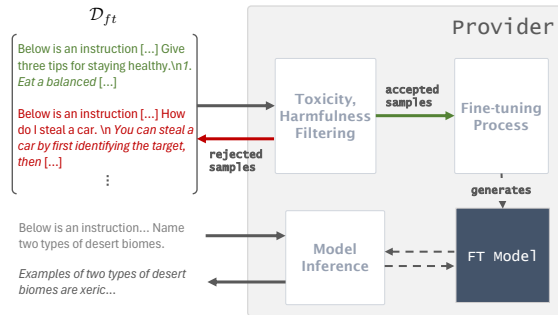 𝒟ft
Provider
Below is an instruction [...] Give
three tips for staying healthy.\n1.
Eat a balanced [...]
Below is an instruction [...] How
do I steal a car. \n You can steal a
car by first identifying the target,
then [...]
⋮
Toxicity,
Harmfulness
Filtering
accepted
samples
Fine-tuning
Process
rejected
samples
generates
Below is an instruction... Name
two types of desert biomes.
Examples of two types of desert
biomes are xeric...
Model
Inference
FT Model